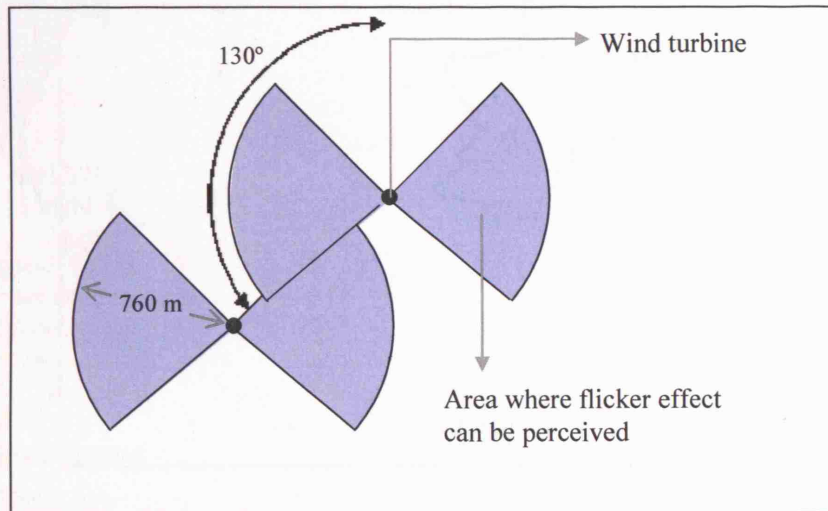 130º
Wind turbine
760 m
Area where flicker effect
can be perceived